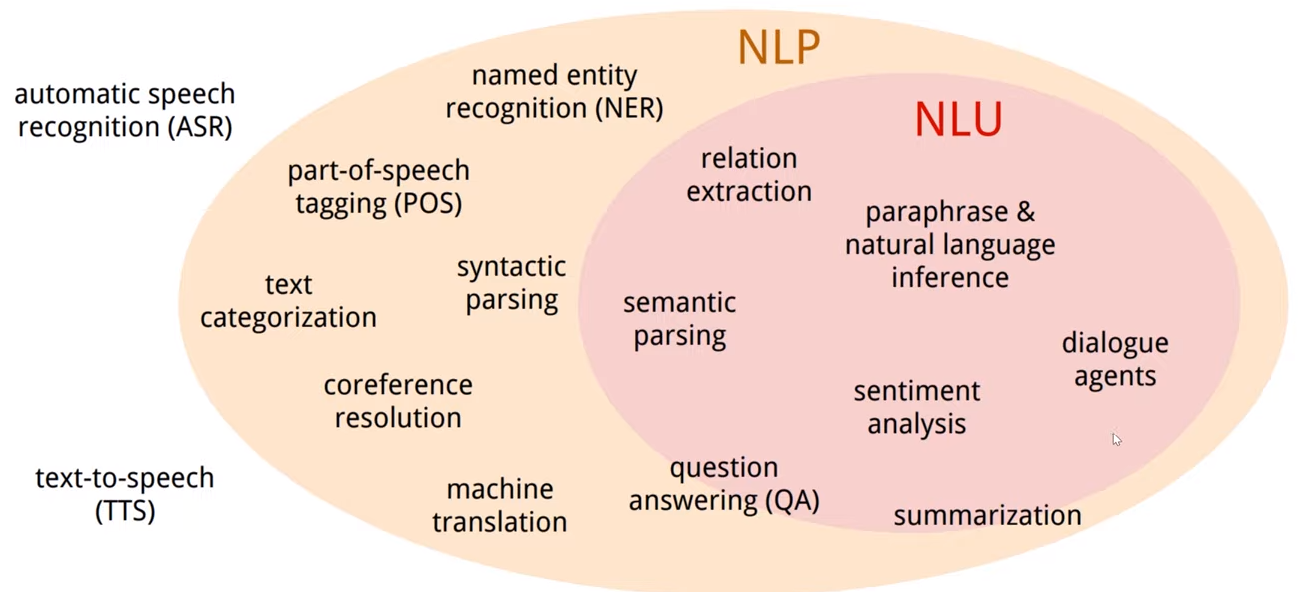 NLP
NLU
automatic speech
recognition (ASR)
named entity
recognition (NER)
part-of-speech
tagging (POS)
relation
extraction
paraphrase &
natural language
inference
text
categorization
syntactic
parsing
semantic
parsing
dialogue
agents
coreference
resolution
sentiment
analysis
text-to-speech
(TTS)
machine
translation
question
answering (QA)
summarization